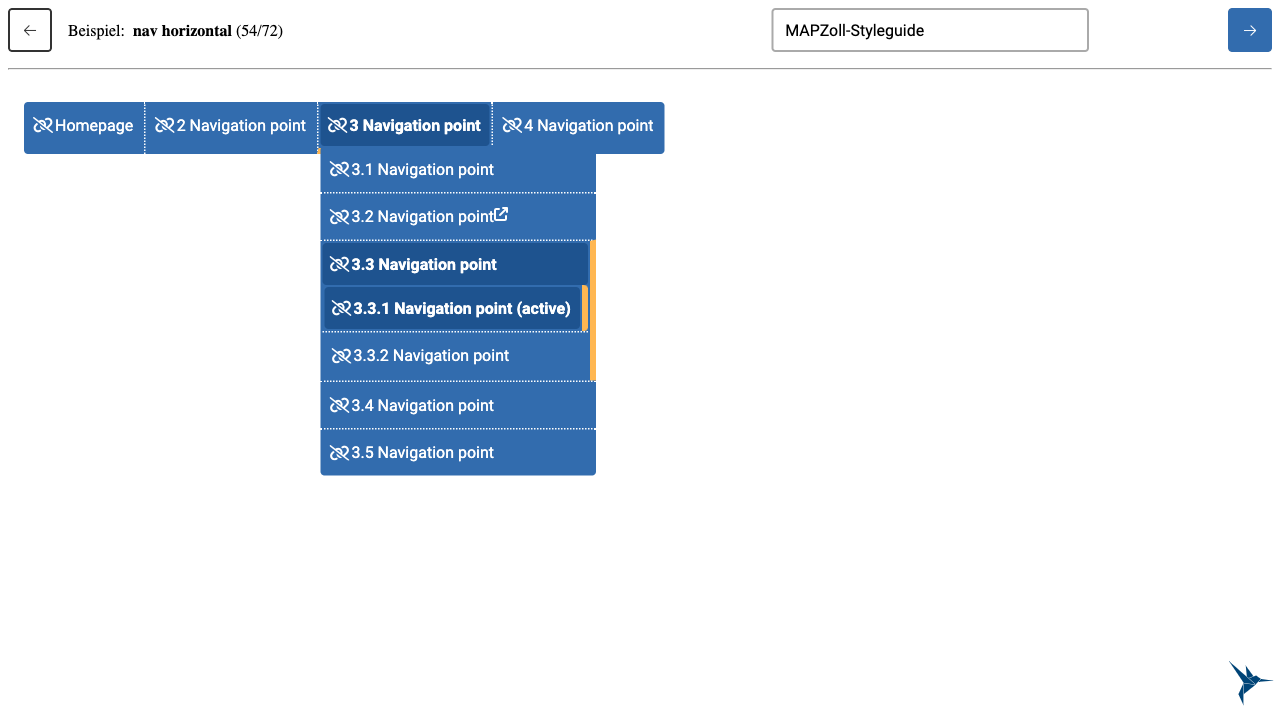 Beispiel: nav horizontal (54/72)
MAPZoll-Styleguide
Homepage
2 Navigation point
3 Navigation point
4 Navigation point
3.1 Navigation point
3.2 Navigation point
3.3 Navigation point
3.3.1 Navigation point (active)
3.3.2 Navigation point
3.4 Navigation point
3.5 Navigation point